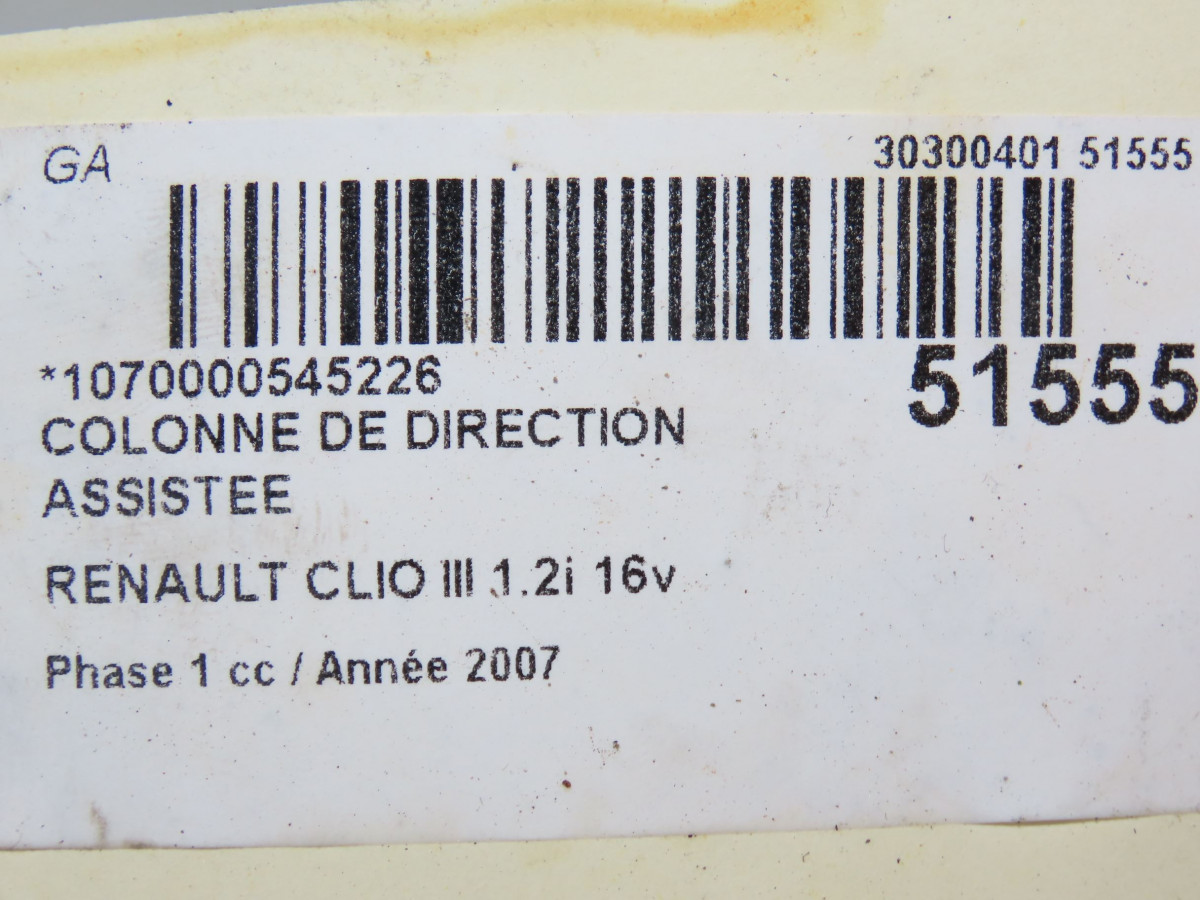 GA
30300401 51555
*1070000545226
51555
COLONNE DE DIRECTION
ASSISTEE
RENAULT CLIO III 1.2i 16v
Phase 1 cc / Année 2007